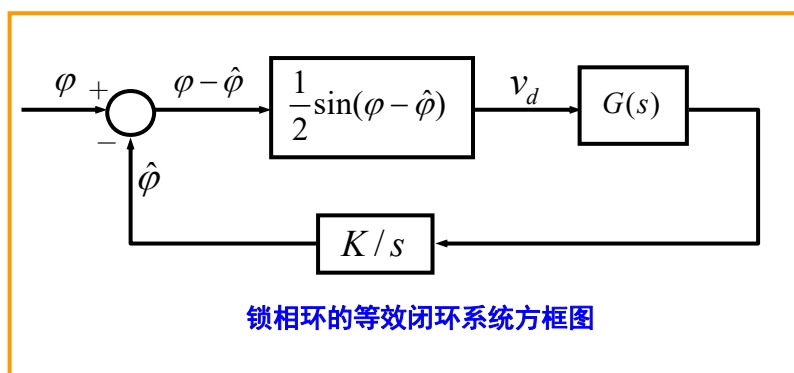 φ + φ − φ̂ 1/2 sin(φ − φ̂) v_d G(s)
−
φ̂
K / s
锁相环的等效闭环系统方框图